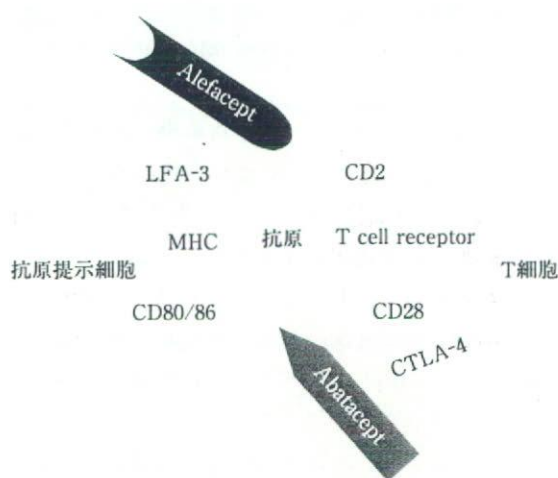 Alefacept
LFA-3 CD2
MHC 抗原 T cell receptor
抗原提示細胞 T細胞
CD80/86 CD28
CTLA-4
Abatacept